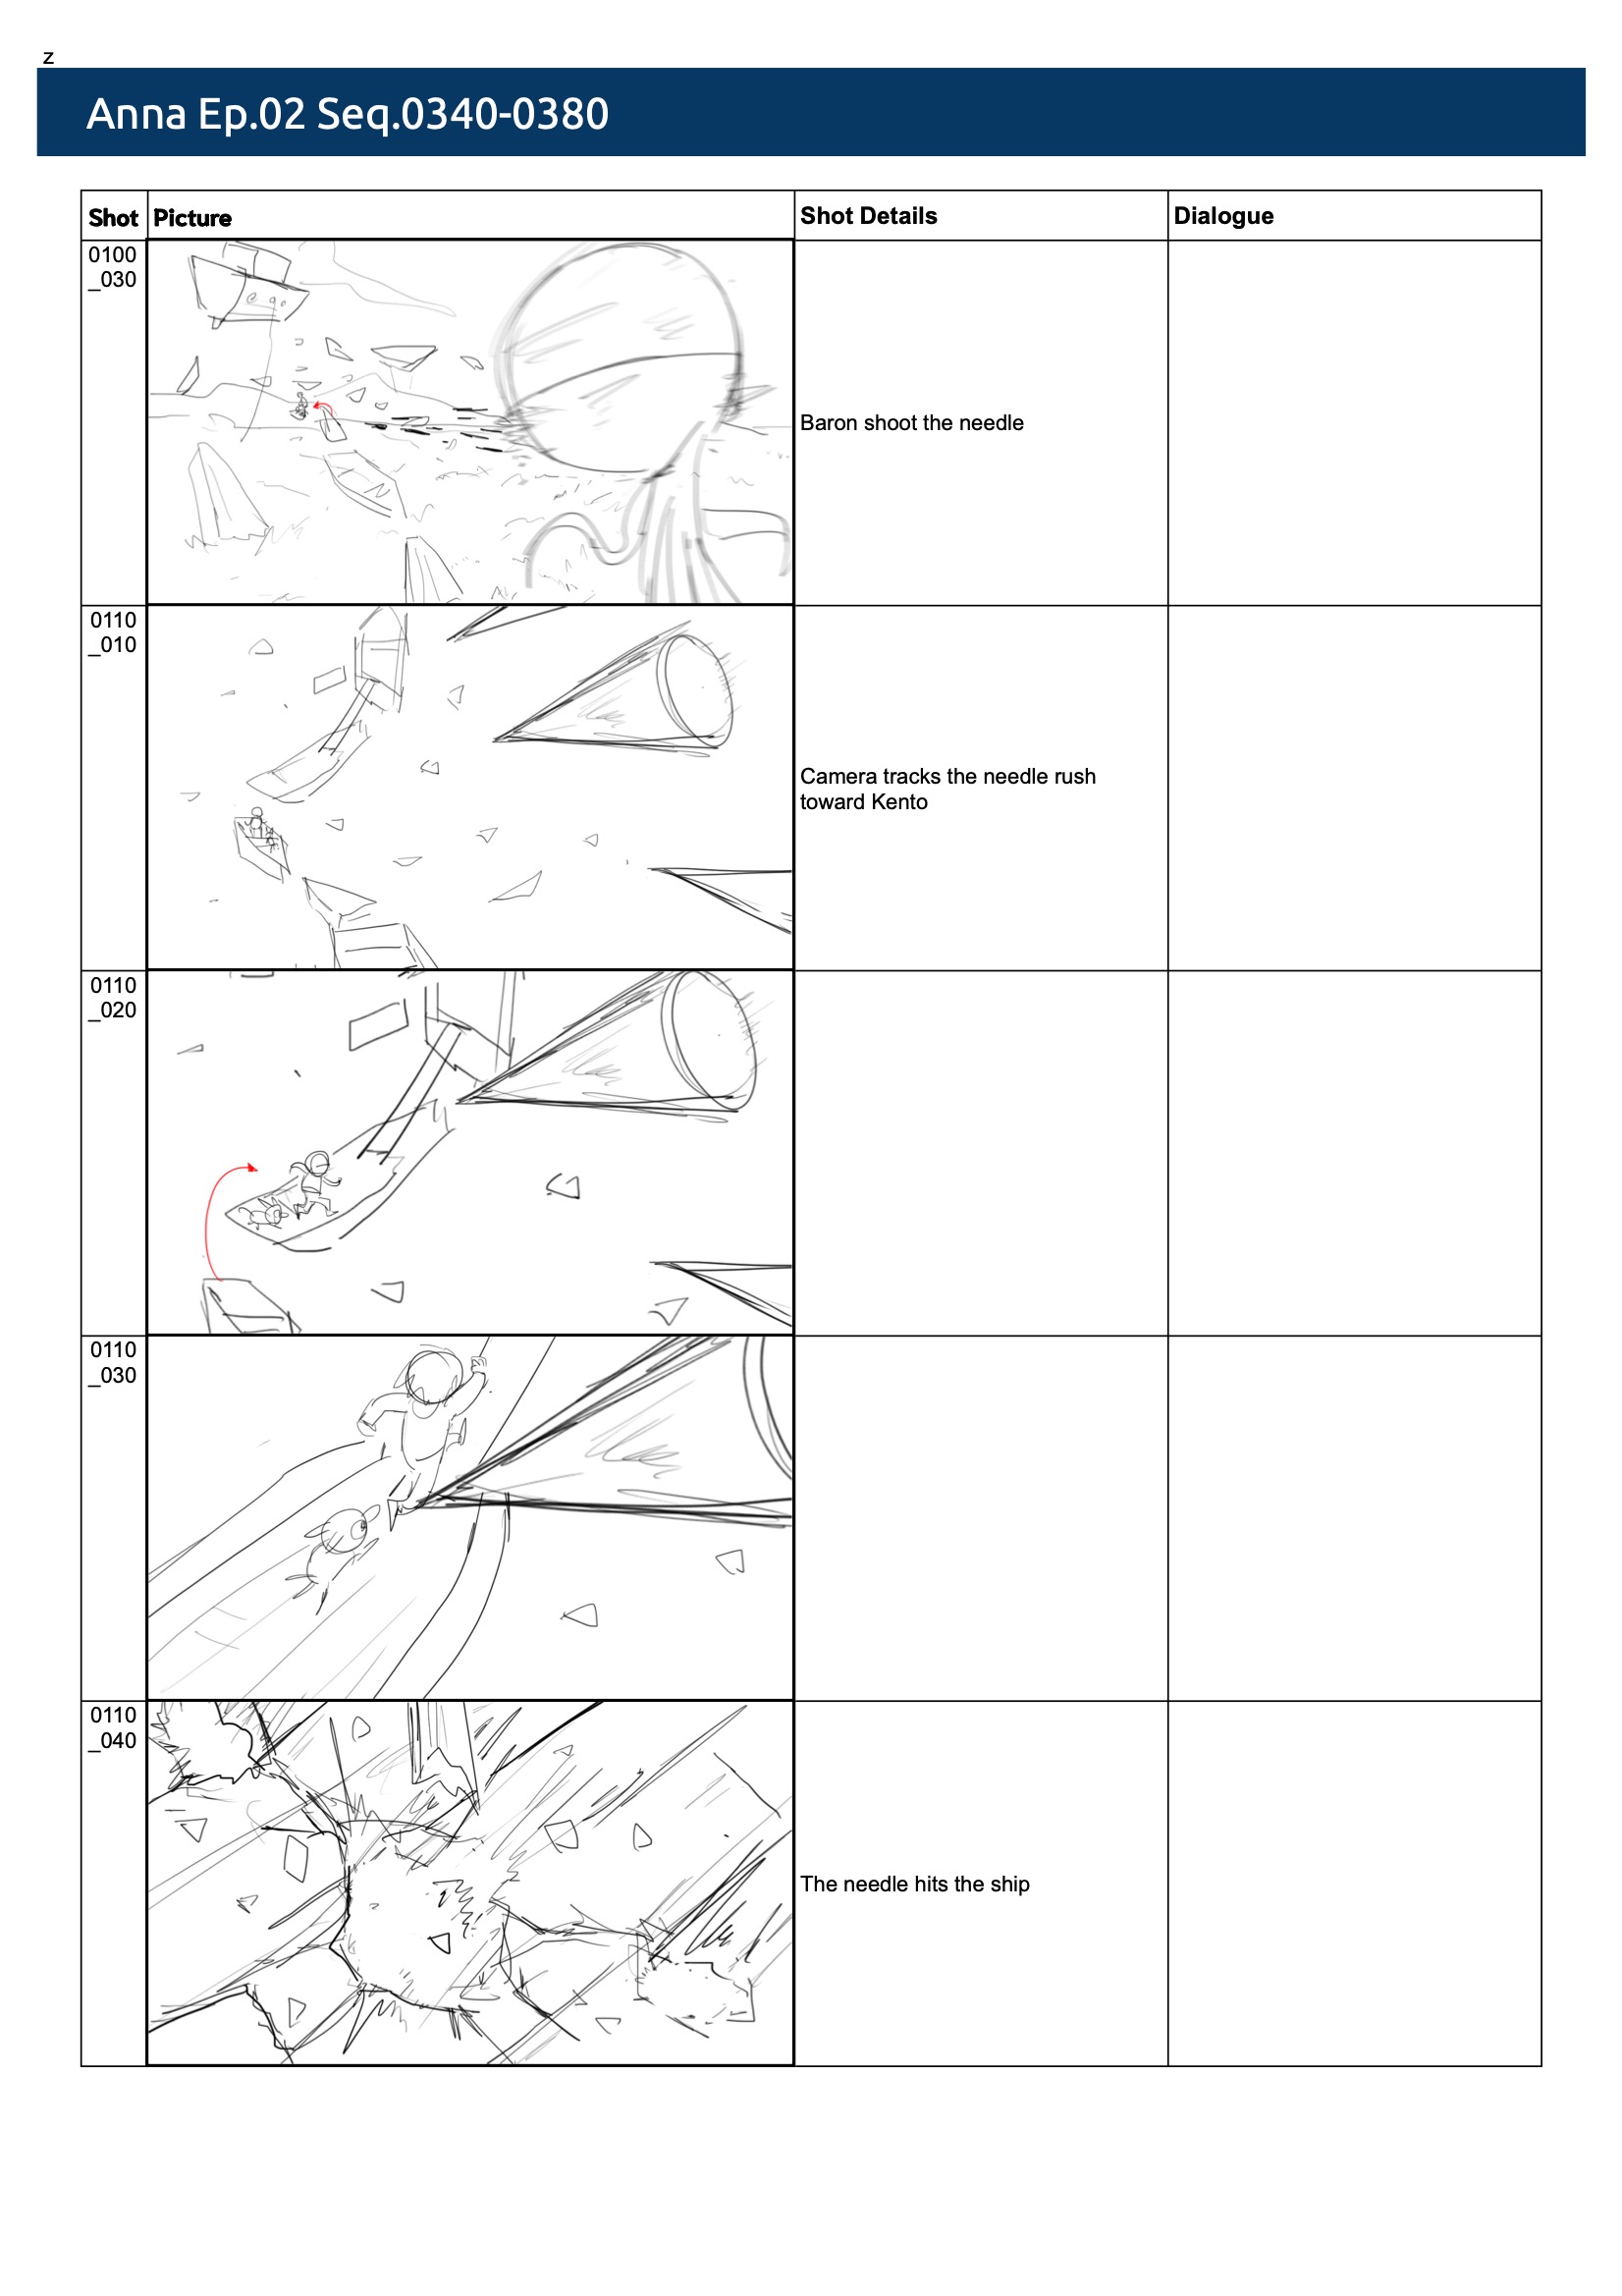 z
Anna Ep.02 Seq.0340-0380
Shot Picture Shot Details Dialogue
0100
_030
Baron shoot the needle
0110
_010
Camera tracks the needle rush
toward Kento
0110
_020
0110
_030
0110
_040
The needle hits the ship